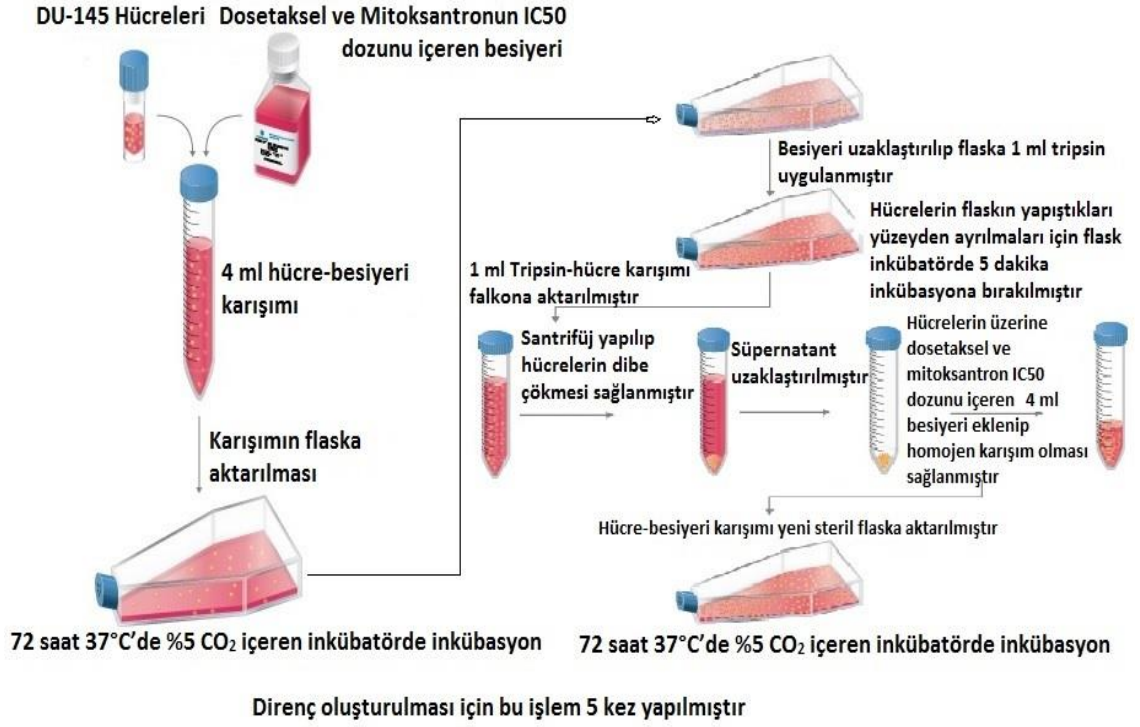 DU-145 Hücreleri
Dosetaksel ve Mitoksantronun IC50
dozunu içeren besiyeri
4 ml hücre-besiyeri
karışımı
Karışımın flaska
aktarılması
72 saat 37°C’de %5 CO₂ içeren inkübatörde inkübasyon
Besiyeri uzaklaştırılıp flaska 1 ml tripsin
uygulanmıştır
Hücrelerin flaskın yapıştıkları
yüzeyden ayrılmaları için flask
inkübatörde 5 dakika
inkübasyona bırakılmıştır
1 ml Tripsin-hücre karışımı
falkona aktarılmıştır
Santrifüj yapılıp
hücrelerin dibe
çökmesi sağlanmıştır
Süpernatant
uzaklaştırılmıştır
Hücrelerin üzerine
dosetaksel ve
mitoksantron IC50
dozunu içeren 4 ml
besiyeri eklenip
homojen karışım olması
sağlanmıştır
Hücre-besiyeri karışımı yeni steril flaska aktarılmıştır
72 saat 37°C’de %5 CO₂ içeren inkübatörde inkübasyon
Direnç oluşturulması için bu işlem 5 kez yapılmıştır